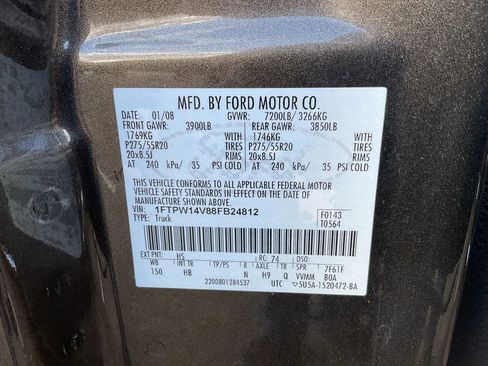 MFD. BY FORD MOTOR CO.
DATE: 01/08 GVWR: 7200LB/ 3266KG
FRONT GAWR: 3900LB REAR GAWR: 3850LB
1769KG WITH 1746KG WITH
P275/55R20 TIRES P275/55R20 TIRES
20x8.5J RIMS 20x8.5J RIMS
AT 240 kPa/ 35 PSI COLD AT 240 kPa/ 35 PSI COLD
THIS VEHICLE CONFORMS TO ALL APPLICABLE FEDERAL MOTOR
VEHICLE SAFETY STANDARDS IN EFFECT ON THE DATE OF
MANUFACTURE SHOWN ABOVE.
VIN: 1FTPW14V88FB24812 F0143
TYPE: Truck T0564
EXT PNT: HS RC: 74 DSO:
WB INT TR TP/PS R AXLE TR SPR 7F61F
150 HB N H9 Q VVMM B0A
2200801284537 UTC 5U5A-1520472-BA